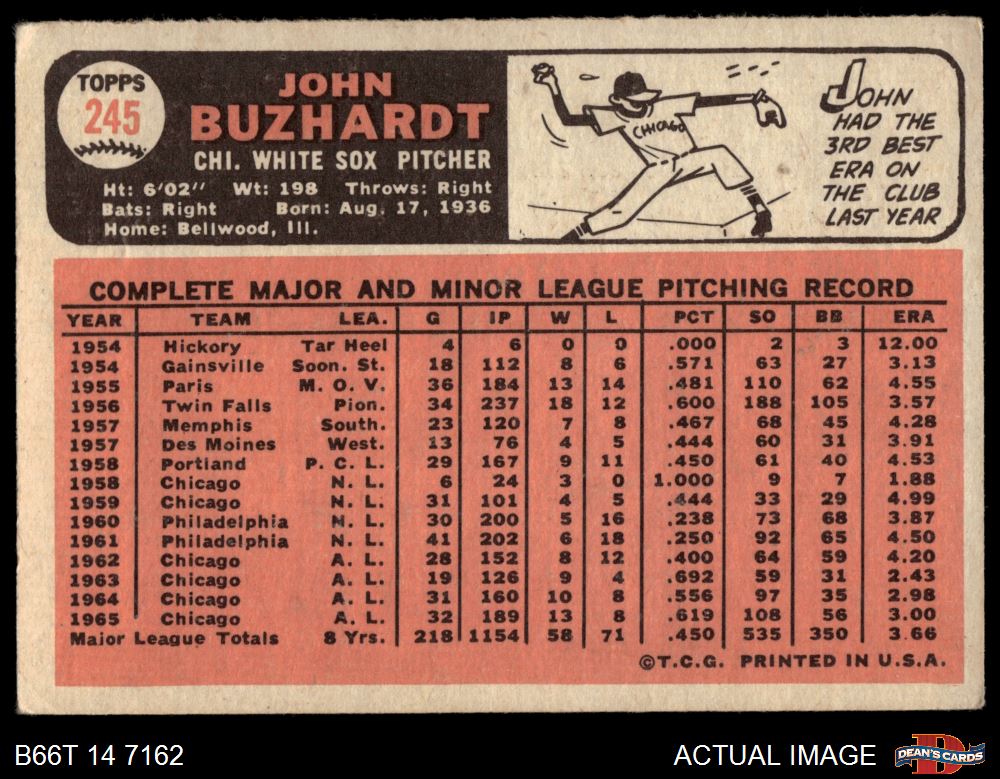 TOPPS
245
JOHN
BUZHARDT
CHI. WHITE SOX PITCHER
Ht: 6'02" Wt: 198 Throws: Right
Bats: Right Born: Aug. 17, 1936
Home: Bellwood, Ill.
CHICAGO
JOHN
HAD THE
3RD BEST
ERA ON
THE CLUB
LAST YEAR
COMPLETE MAJOR AND MINOR LEAGUE PITCHING RECORD
YEAR TEAM LEA. G IP W L PCT SO BB ERA
1954 Hickory Tar Heel 4 6 0 0 .000 2 3 12.00
1954 Gainsville Soon. St. 18 112 8 6 .571 63 27 3.13
1955 Paris M. O. V. 36 184 13 14 .481 110 62 4.55
1956 Twin Falls Pion. 34 237 18 12 .600 188 105 3.57
1957 Memphis South. 23 120 7 8 .467 68 45 4.28
1957 Des Moines West. 13 76 4 5 .444 60 31 3.91
1958 Portland P. C. L. 29 167 9 11 .450 61 40 4.53
1958 Chicago N. L. 6 24 3 0 1.000 9 7 1.88
1959 Chicago N. L. 31 101 4 5 .444 33 29 4.99
1960 Philadelphia N. L. 30 200 5 16 .238 73 68 3.87
1961 Philadelphia N. L. 41 202 6 18 .250 92 65 4.50
1962 Chicago A. L. 28 152 8 12 .400 64 59 4.20
1963 Chicago A. L. 19 126 9 4 .692 59 31 2.43
1964 Chicago A. L. 31 160 10 8 .556 97 35 2.98
1965 Chicago A. L. 32 189 13 8 .619 108 56 3.00
Major League Totals 8 Yrs. 218 1154 58 71 .450 535 350 3.66
©T.C.G. PRINTED IN U.S.A.
B66T 14 7162
ACTUAL IMAGE
DEAN'S CARDS